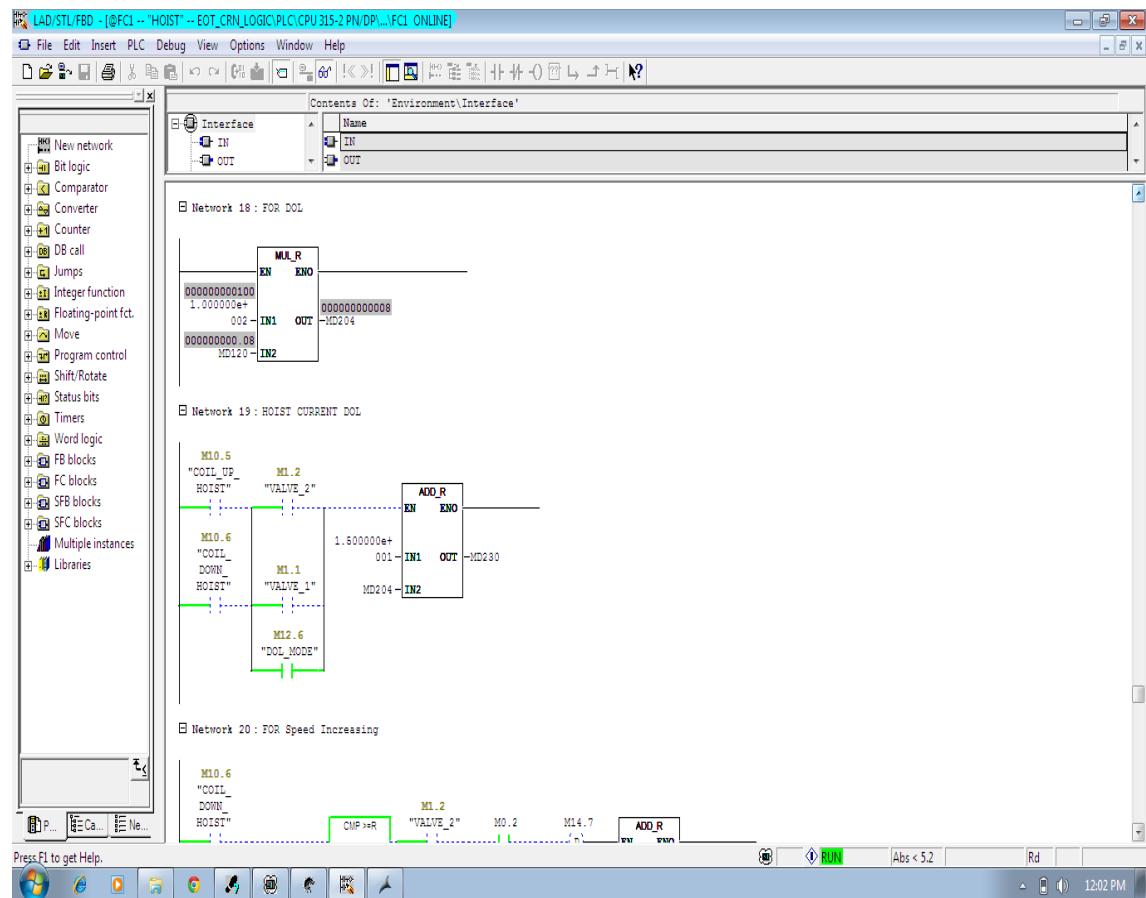 LAD/STL/FBD - [@FC1 -- "HOIST" -- EOT_CRN_LOGIC\PLC\CPU 315-2 PN/DP\...\FC1 ONLINE]
File Edit Insert PLC Debug View Options Window Help
Contents Of: 'Environment\Interface'
Interface
IN
OUT
Name
IN
OUT
New network
Bit logic
Comparator
Converter
Counter
DB call
Jumps
Integer function
Floating-point fct.
Move
Program control
Shift/Rotate
Status bits
Timers
Word logic
FB blocks
FC blocks
SFB blocks
SFC blocks
Multiple instances
Libraries
P...
Ca...
Ne...
Network 18 : FOR DOL
MUL_R
EN ENO
000000000100
1.000000e+
002 IN1 OUT
000000000008
MD204
000000000.08
MD120 IN2
Network 19 : HOIST CURRENT DOL
M10.5
"COIL_UP_
HOIST"
M1.2
"VALVE_2"
ADD_R
EN ENO
M10.6
"COIL_
DOWN_
HOIST"
M1.1
"VALVE_1"
1.500000e+
001 IN1 OUT MD230
MD204 IN2
M12.6
"DOL_MODE"
Network 20 : FOR Speed Increasing
M10.6
"COIL_
DOWN_
HOIST"
CMP >=R
M1.2
"VALVE_2"
M0.2
M14.7
ADD_R
EN ENO
Press F1 to get Help.
RUN
Abs < 5.2
Rd
12:02 PM